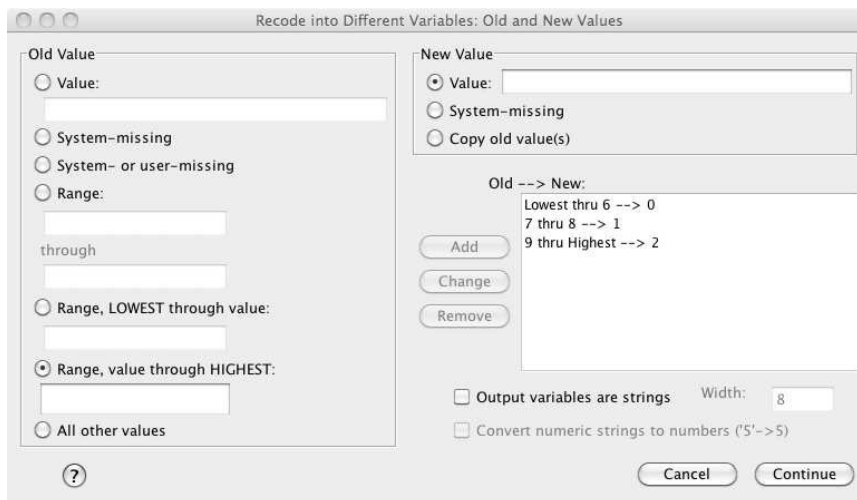 Recode into Different Variables: Old and New Values
Old Value
Value:
System-missing
System- or user-missing
Range:
through
Range, LOWEST through value:
Range, value through HIGHEST:
All other values
New Value
Value:
System-missing
Copy old value(s)
Old --> New:
Lowest thru 6 --> 0
7 thru 8 --> 1
9 thru Highest --> 2
Add
Change
Remove
Output variables are strings Width: 8
Convert numeric strings to numbers ('5'->5)
? Cancel Continue